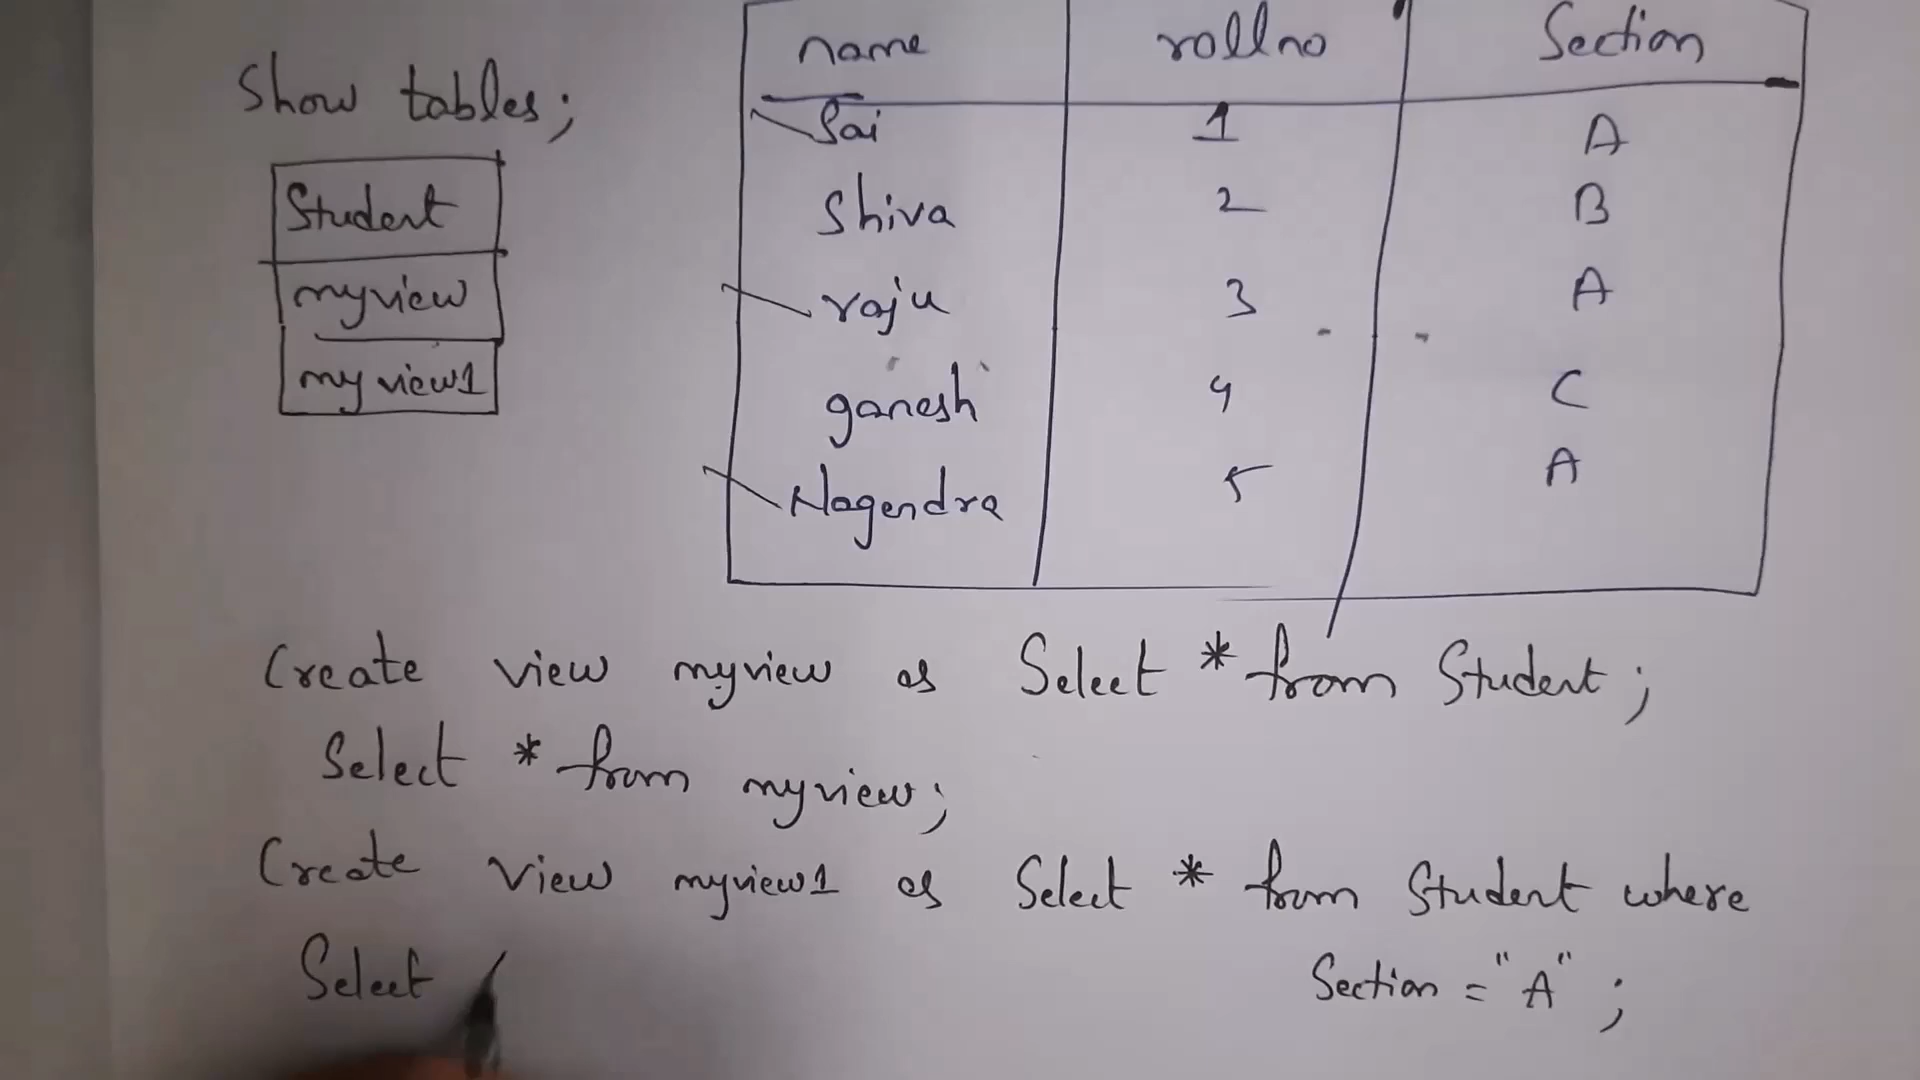 Show tables;
Student
myview
myview1
name rollno Section
Sai 1 A
Shiva 2 B
raju 3 A
ganesh 4 C
Nagendra 5 A
Create view myview as Select * from Student;
Select * from myview;
Create view myview1 as Select * from Student where
Section = "A" ;
Select